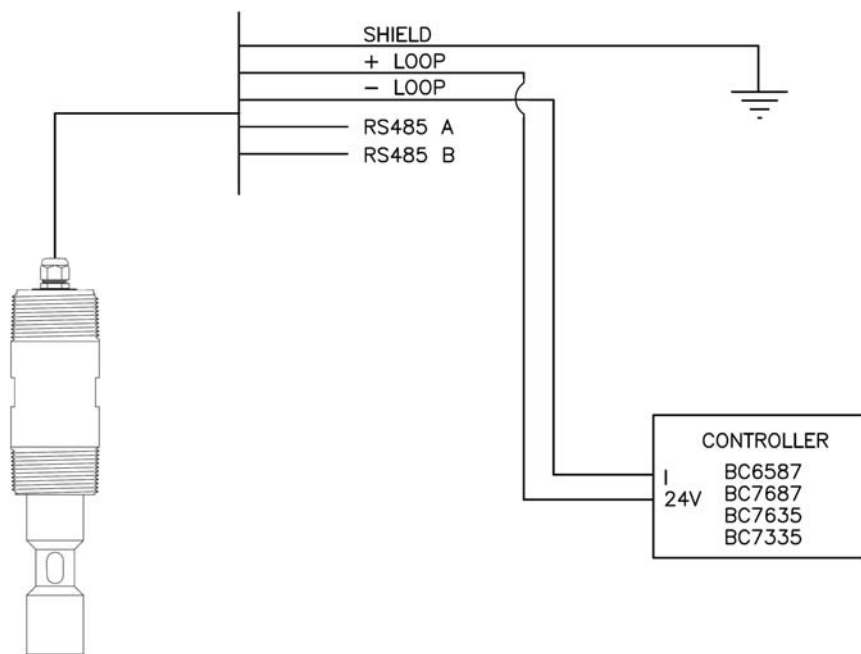 SHIELD
+ LOOP
- LOOP
RS485 A
RS485 B
CONTROLLER
I
24V
BC6587
BC7687
BC7635
BC7335